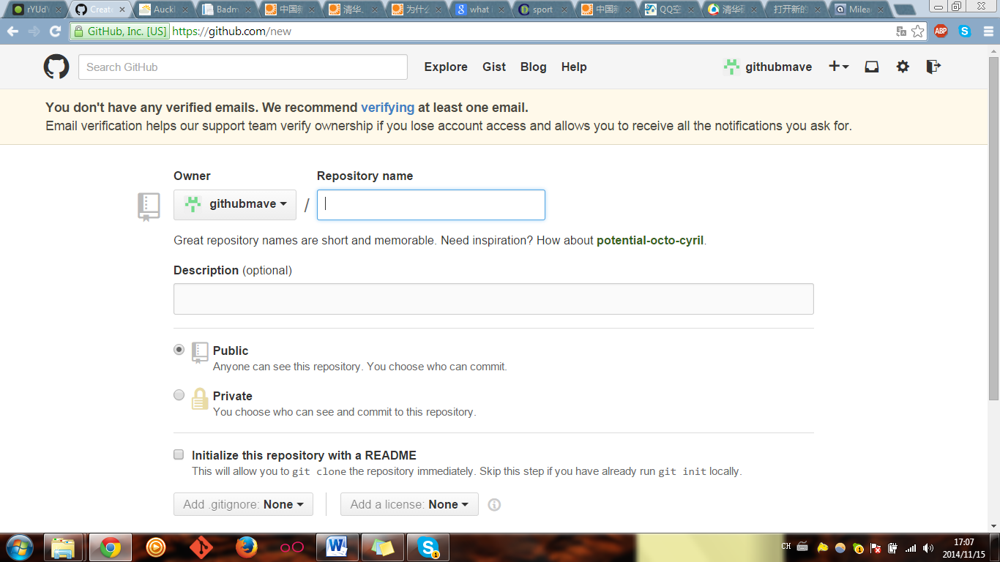 rYUdV
Create
Auckl
Badm
中国新
清华.
为什么
what i
sport
中国新
QQ空
清华砑
打开新的
Milea
GitHub, Inc. [US] https://github.com/new
ABP
Search GitHub
Explore Gist Blog Help
githubmave
You don't have any verified emails. We recommend verifying at least one email.
Email verification helps our support team verify ownership if you lose account access and allows you to receive all the notifications you ask for.
Owner Repository name
githubmave /
Great repository names are short and memorable. Need inspiration? How about potential-octo-cyril.
Description (optional)
Public
Anyone can see this repository. You choose who can commit.
Private
You choose who can see and commit to this repository.
Initialize this repository with a README
This will allow you to git clone the repository immediately. Skip this step if you have already run git init locally.
Add .gitignore: None Add a license: None
CH
17:07
2014/11/15